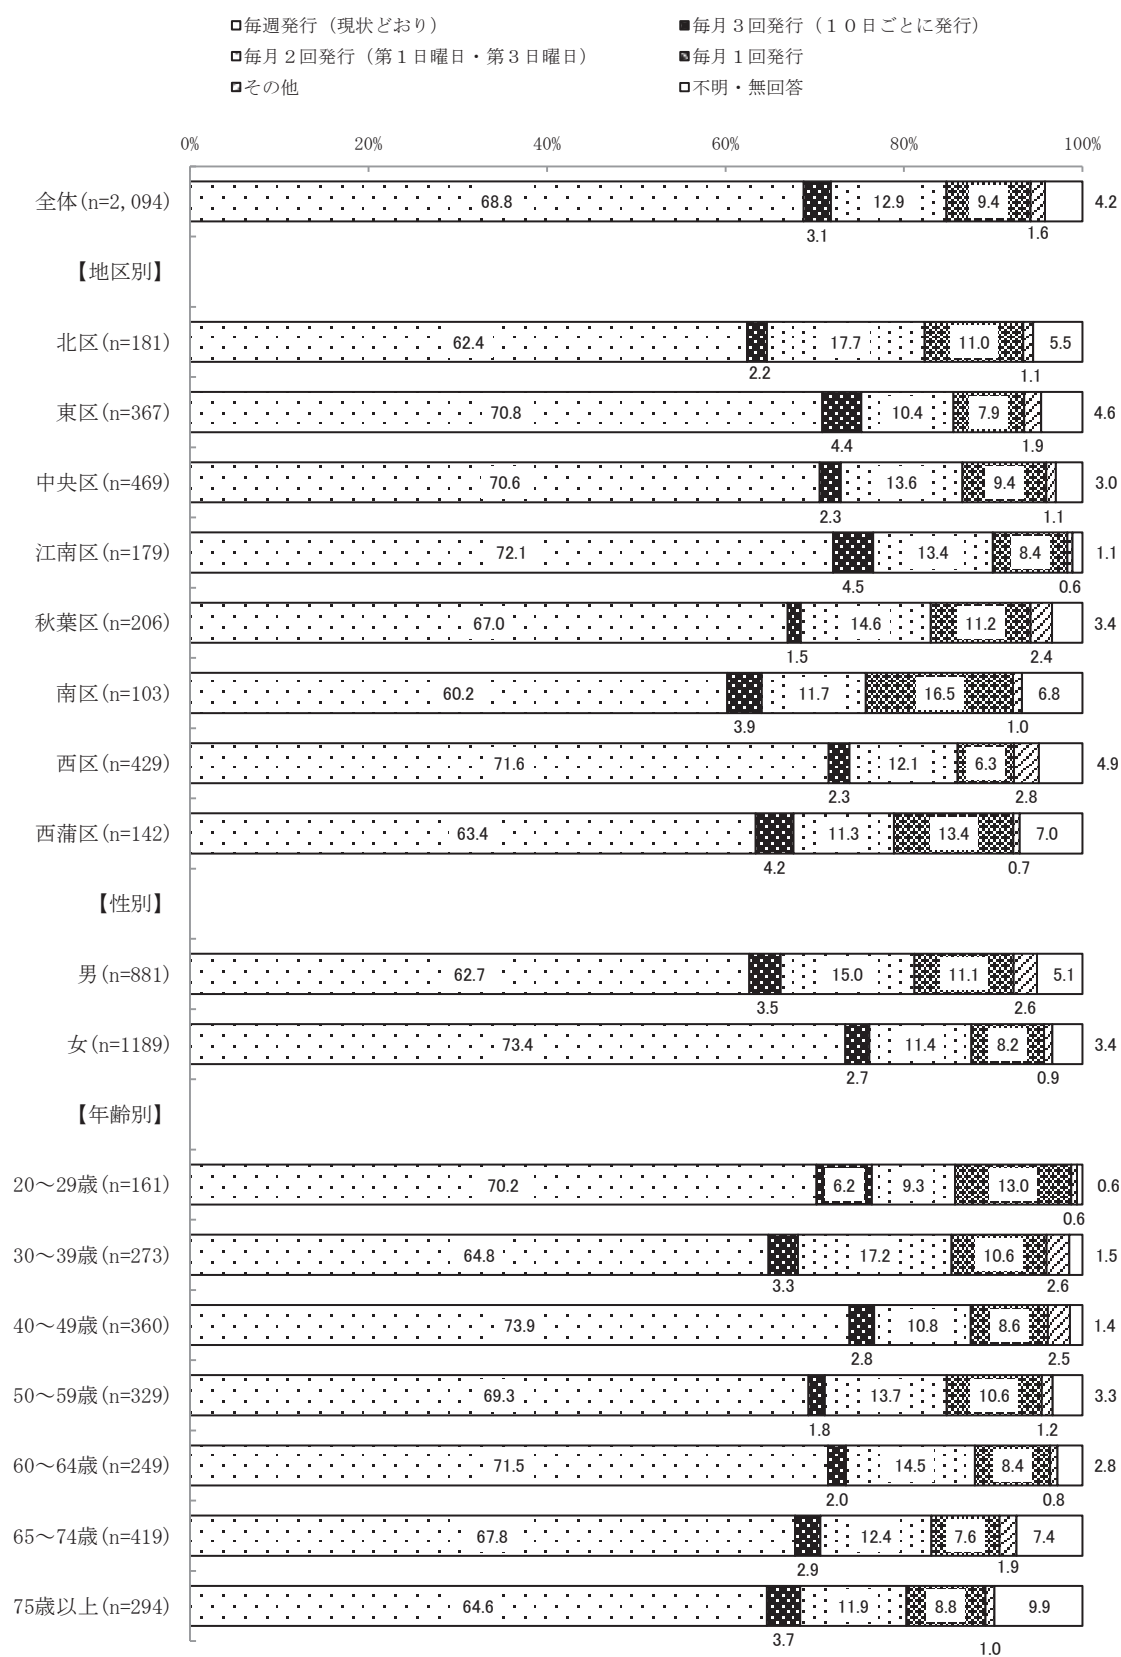 毎週発行（現状どおり） 毎月３回発行（１０日ごとに発行）
毎月２回発行（第１日曜日・第３日曜日） 毎月１回発行
その他 不明・無回答
0% 20% 40% 60% 80% 100%
全体(n=2,094) 68.8 12.9 9.4 4.2
3.1 1.6
【地区別】
北区(n=181) 62.4 17.7 11.0 5.5
2.2 1.1
東区(n=367) 70.8 10.4 7.9 4.6
4.4 1.9
中央区(n=469) 70.6 13.6 9.4 3.0
2.3 1.1
江南区(n=179) 72.1 13.4 8.4 1.1
4.5 0.6
秋葉区(n=206) 67.0 14.6 11.2 3.4
1.5 2.4
南区(n=103) 60.2 11.7 16.5 6.8
3.9 1.0
西区(n=429) 71.6 12.1 6.3 4.9
2.3 2.8
西蒲区(n=142) 63.4 11.3 13.4 7.0
4.2 0.7
【性別】
男(n=881) 62.7 15.0 11.1 5.1
3.5 2.6
女(n=1189) 73.4 11.4 8.2 3.4
2.7 0.9
【年齢別】
20～29歳(n=161) 70.2 6.2 9.3 13.0 0.6
0.6
30～39歳(n=273) 64.8 17.2 10.6 1.5
3.3 2.6
40～49歳(n=360) 73.9 10.8 8.6 1.4
2.8 2.5
50～59歳(n=329) 69.3 13.7 10.6 3.3
1.8 1.2
60～64歳(n=249) 71.5 14.5 8.4 2.8
2.0 0.8
65～74歳(n=419) 67.8 12.4 7.6 7.4
2.9 1.9
75歳以上(n=294) 64.6 11.9 8.8 9.9
3.7 1.0